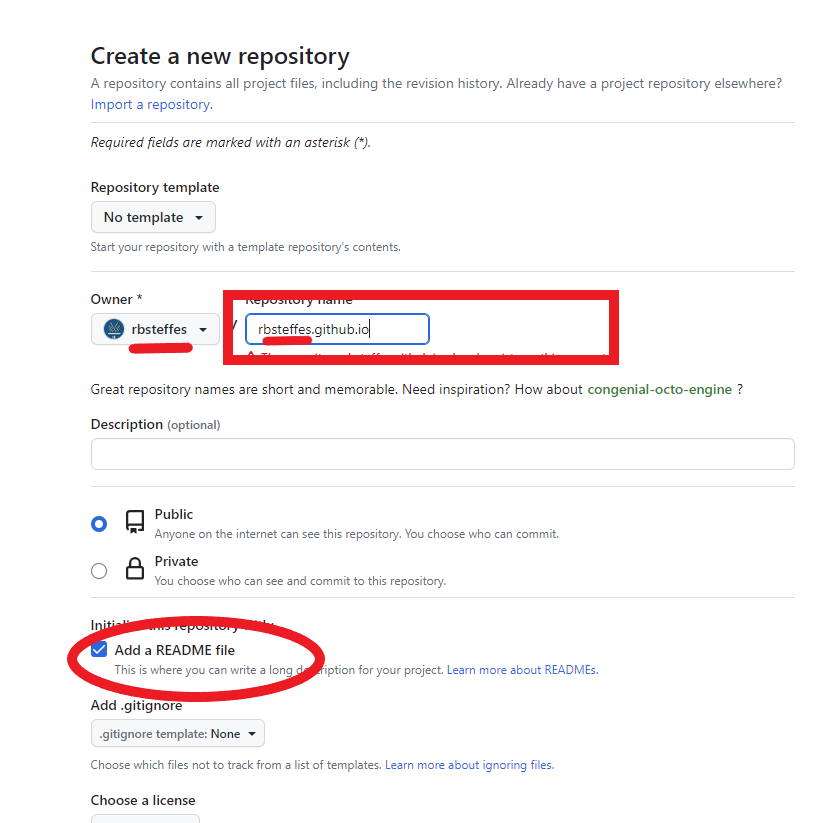 Create a new repository
A repository contains all project files, including the revision history. Already have a project repository elsewhere?
Import a repository.
Required fields are marked with an asterisk (*).
Repository template
No template
Start your repository with a template repository's contents.
Owner *
Repository name
rbsteffes
/
rbsteffes.github.io
Great repository names are short and memorable. Need inspiration? How about congenial-octo-engine ?
Description (optional)
Public
Anyone on the internet can see this repository. You choose who can commit.
Private
You choose who can see and commit to this repository.
Initialize this repository with:
Add a README file
This is where you can write a long description for your project. Learn more about READMEs.
Add .gitignore
.gitignore template: None
Choose which files not to track from a list of templates. Learn more about ignoring files.
Choose a license